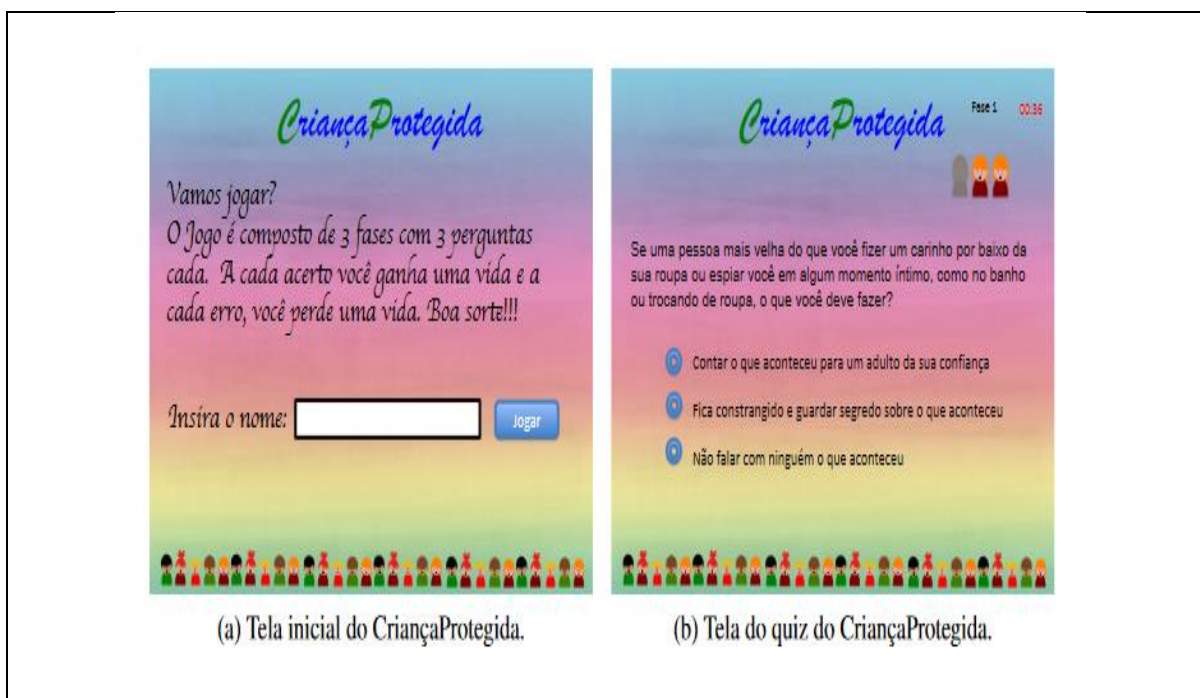 CriançaProtegida
Vamos jogar?
O Jogo é composto de 3 fases com 3 perguntas
cada. A cada acerto você ganha uma vida e a
cada erro, você perde uma vida. Boa sorte!!!
Insira o nome:
Jogar
(a) Tela inicial do CriançaProtegida.
CriançaProtegida
Fase 1
00:36
Se uma pessoa mais velha do que você fizer um carinho por baixo da
sua roupa ou espiar você em algum momento íntimo, como no banho
ou trocando de roupa, o que você deve fazer?
Contar o que aconteceu para um adulto da sua confiança
Fica constrangido e guardar segredo sobre o que aconteceu
Não falar com ninguém o que aconteceu
(b) Tela do quiz do CriançaProtegida.